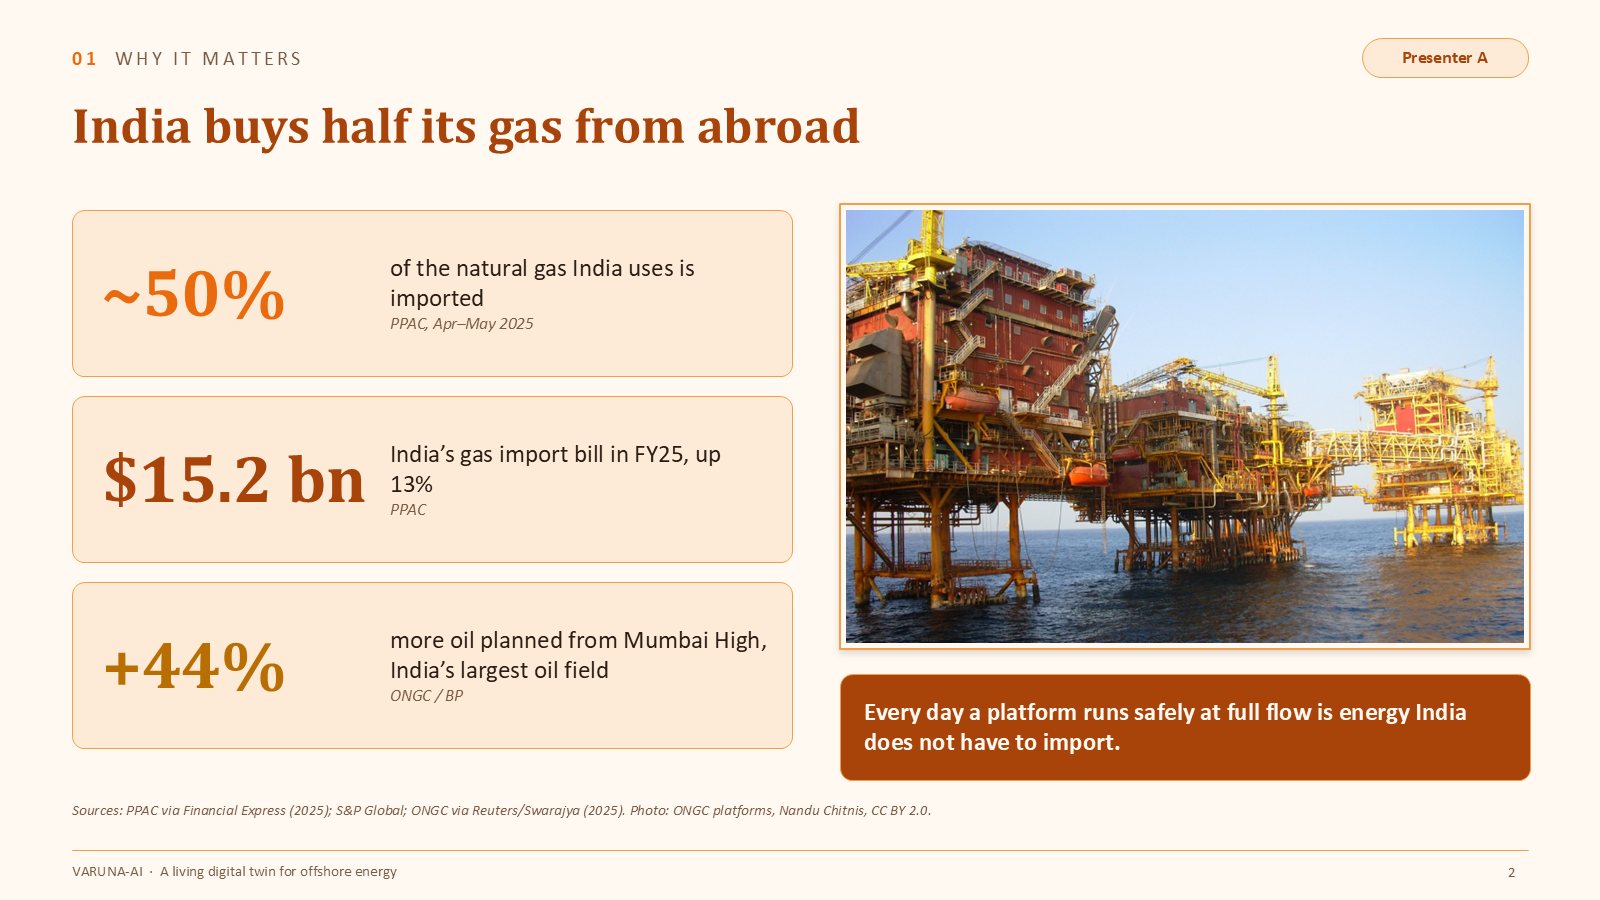 01 WHY IT MATTERS
Presenter A
India buys half its gas from abroad
~50%
of the natural gas India uses is
imported
PPAC, Apr–May 2025
$15.2 bn
India’s gas import bill in FY25, up
13%
PPAC
+44%
more oil planned from Mumbai High,
India’s largest oil field
ONGC / BP
Every day a platform runs safely at full flow is energy India
does not have to import.
Sources: PPAC via Financial Express (2025); S&P Global; ONGC via Reuters/Swarajya (2025). Photo: ONGC platforms, Nandu Chitnis, CC BY 2.0.
VARUNA-AI · A living digital twin for offshore energy
2